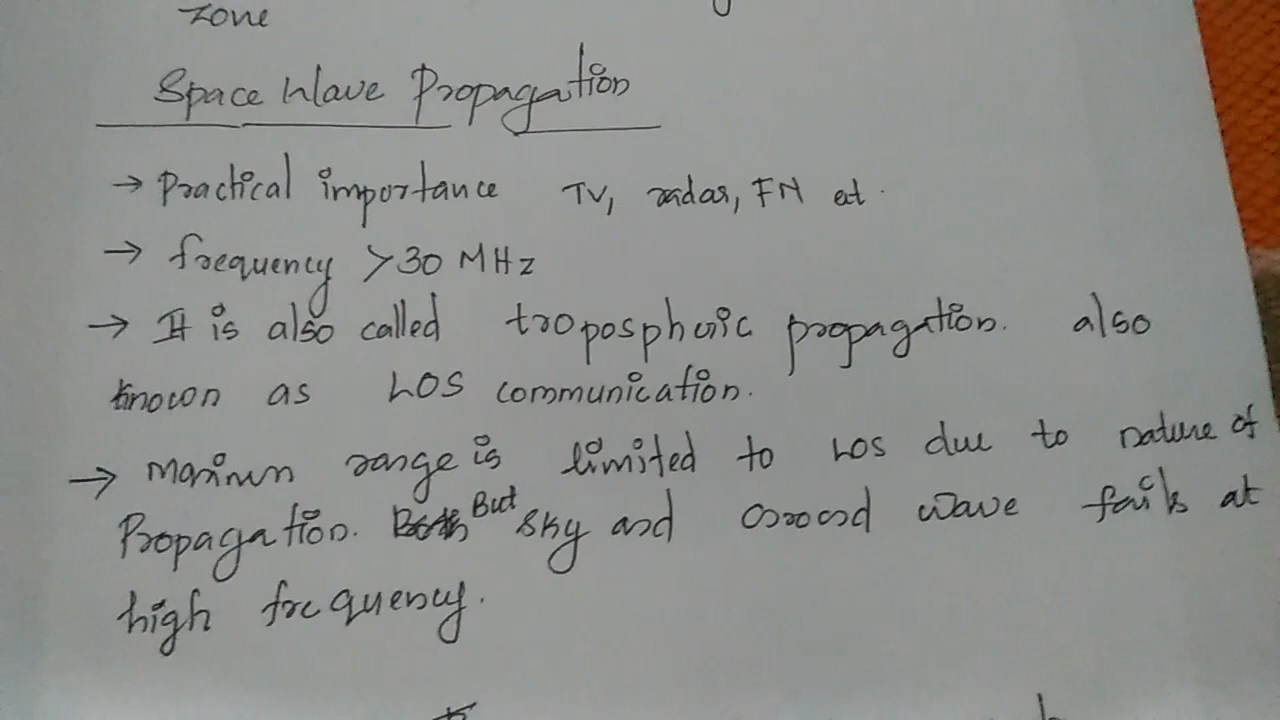 zone
Space Wave Propagation
→ Practical importance TV, radar, FM et.
→ frequency >30 MHz
→ It is also called tropospheric propagation. also
known as LOS communication.
→ Maximum range is limited to LOS due to nature of
Propagation. But sky and Ground wave fails at
high frequency.